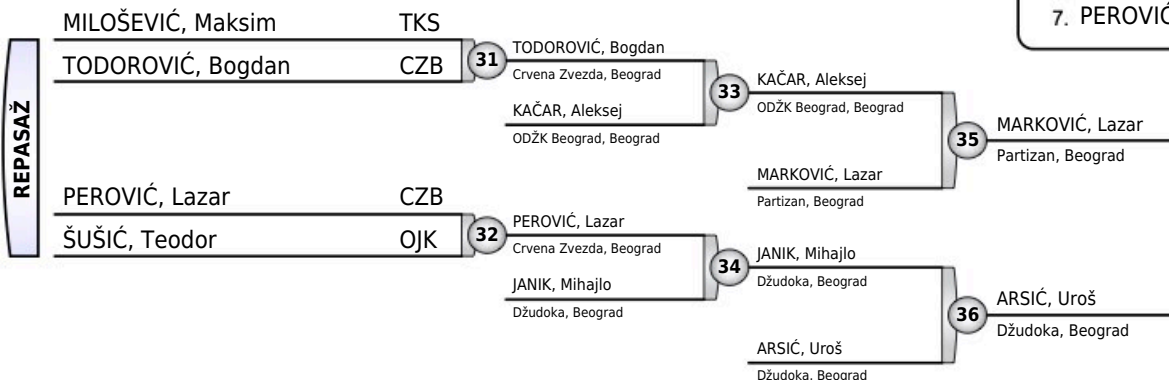 7. PEROVIĆ
REPASAŽ
MILOŠEVIĆ, Maksim TKS
TODOROVIĆ, Bogdan CZB
31
TODOROVIĆ, Bogdan
Crvena Zvezda, Beograd
KAČAR, Aleksej
ODŽK Beograd, Beograd
33
KAČAR, Aleksej
ODŽK Beograd, Beograd
MARKOVIĆ, Lazar
Partizan, Beograd
35
MARKOVIĆ, Lazar
Partizan, Beograd
PEROVIĆ, Lazar CZB
ŠUŠIĆ, Teodor OJK
32
PEROVIĆ, Lazar
Crvena Zvezda, Beograd
JANIK, Mihajlo
Džudoka, Beograd
34
JANIK, Mihajlo
Džudoka, Beograd
ARSIĆ, Uroš
Džudoka, Beograd
36
ARSIĆ, Uroš
Džudoka, Beograd